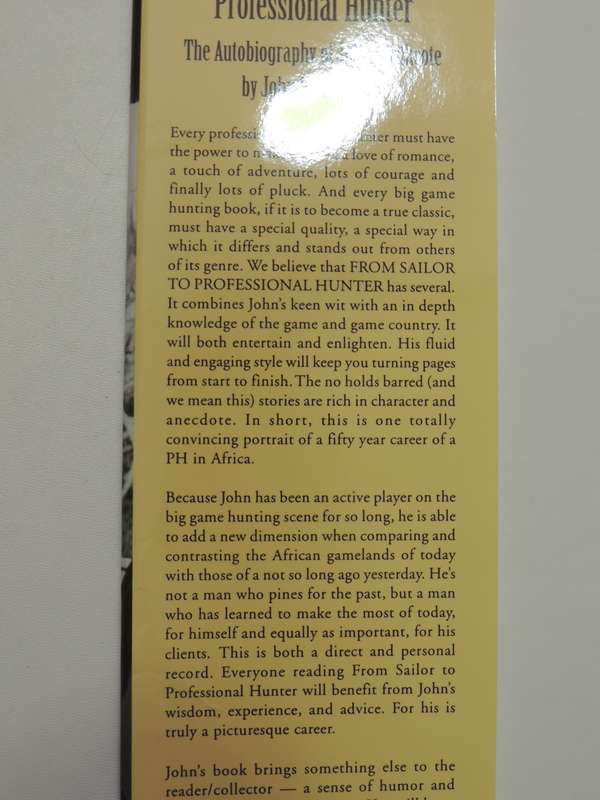 Professional Hunter
The Autobiography
by John
Every must have
the power to love of romance,
a touch of adventure, lots of courage and
finally lots of pluck. And every big game
hunting book, if it is to become a true classic,
must have a special quality, a special way in
which it differs and stands out from others
of its genre. We believe that FROM SAILOR
TO PROFESSIONAL HUNTER has several.
It combines John's keen wit with an in depth
knowledge of the game and game country. It
will both entertain and enlighten. His fluid
and engaging style will keep you turning pages
from start to finish. The no holds barred (and
we mean this) stories are rich in character and
anecdote. In short, this is one totally
convincing portrait of a fifty year career of a
PH in Africa.
Because John has been an active player on the
big game hunting scene for so long, he is able
to add a new dimension when comparing and
contrasting the African gamelands of today
with those of a not so long ago yesterday. He's
not a man who pines for the past, but a man
who has learned to make the most of today,
for himself and equally as important, for his
clients. This is both a direct and personal
record. Everyone reading From Sailor to
Professional Hunter will benefit from John's
wisdom, experience, and advice. For his is
truly a picturesque career.
John's book brings something else to the
reader/collector — a sense of humor and